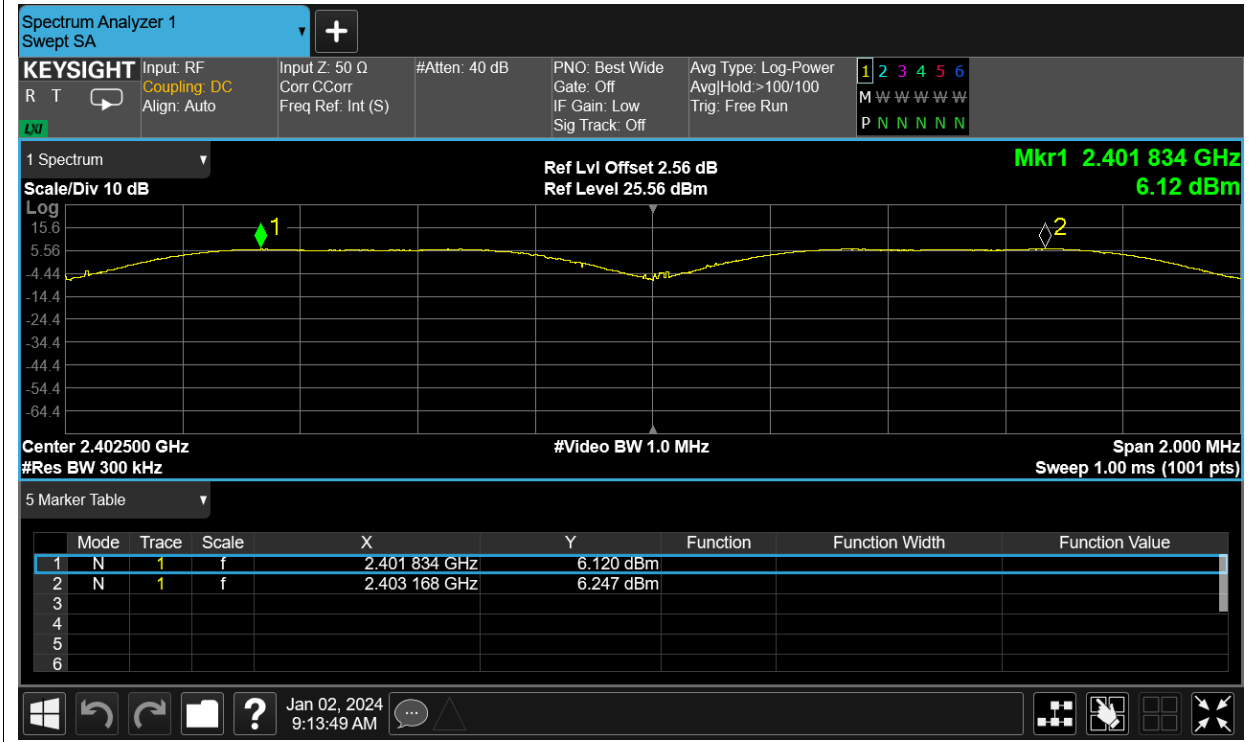 Spectrum Analyzer 1
Swept SA
KEYSIGHT
R T
LXI
Input: RF
Coupling: DC
Align: Auto
Input Z: 50 Ω
Corr CCorr
Freq Ref: Int (S)
#Atten: 40 dB
PNO: Best Wide
Gate: Off
IF Gain: Low
Sig Track: Off
Avg Type: Log-Power
Avg|Hold:>100/100
Trig: Free Run
1 2 3 4 5 6
M W W W W W
P N N N N N
1 Spectrum
Scale/Div 10 dB
Ref Lvl Offset 2.56 dB
Ref Level 25.56 dBm
Mkr1 2.401 834 GHz
6.12 dBm
Log
15.6
5.56
-4.44
-14.4
-24.4
-34.4
-44.4
-54.4
-64.4
1
2
Center 2.402500 GHz
#Res BW 300 kHz
#Video BW 1.0 MHz
Span 2.000 MHz
Sweep 1.00 ms (1001 pts)
5 Marker Table
Mode Trace Scale X Y Function Function Width Function Value
1 N 1 f 2.401 834 GHz 6.120 dBm
2 N 1 f 2.403 168 GHz 6.247 dBm
3
4
5
6
?
Jan 02, 2024
9:13:49 AM